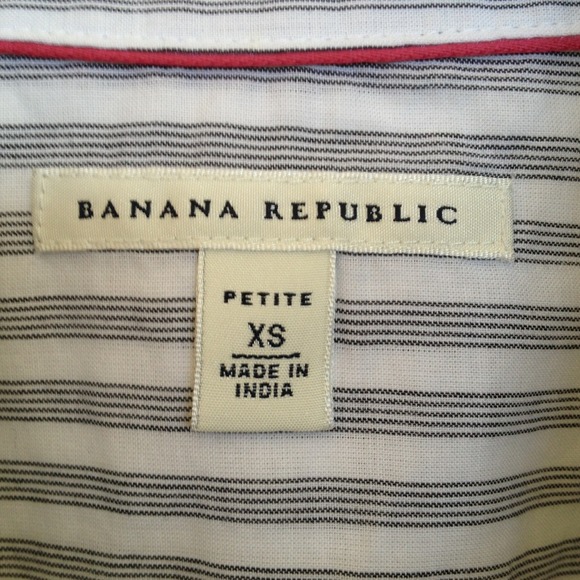 BANANA REPUBLIC
PETITE
XS
MADE IN
INDIA